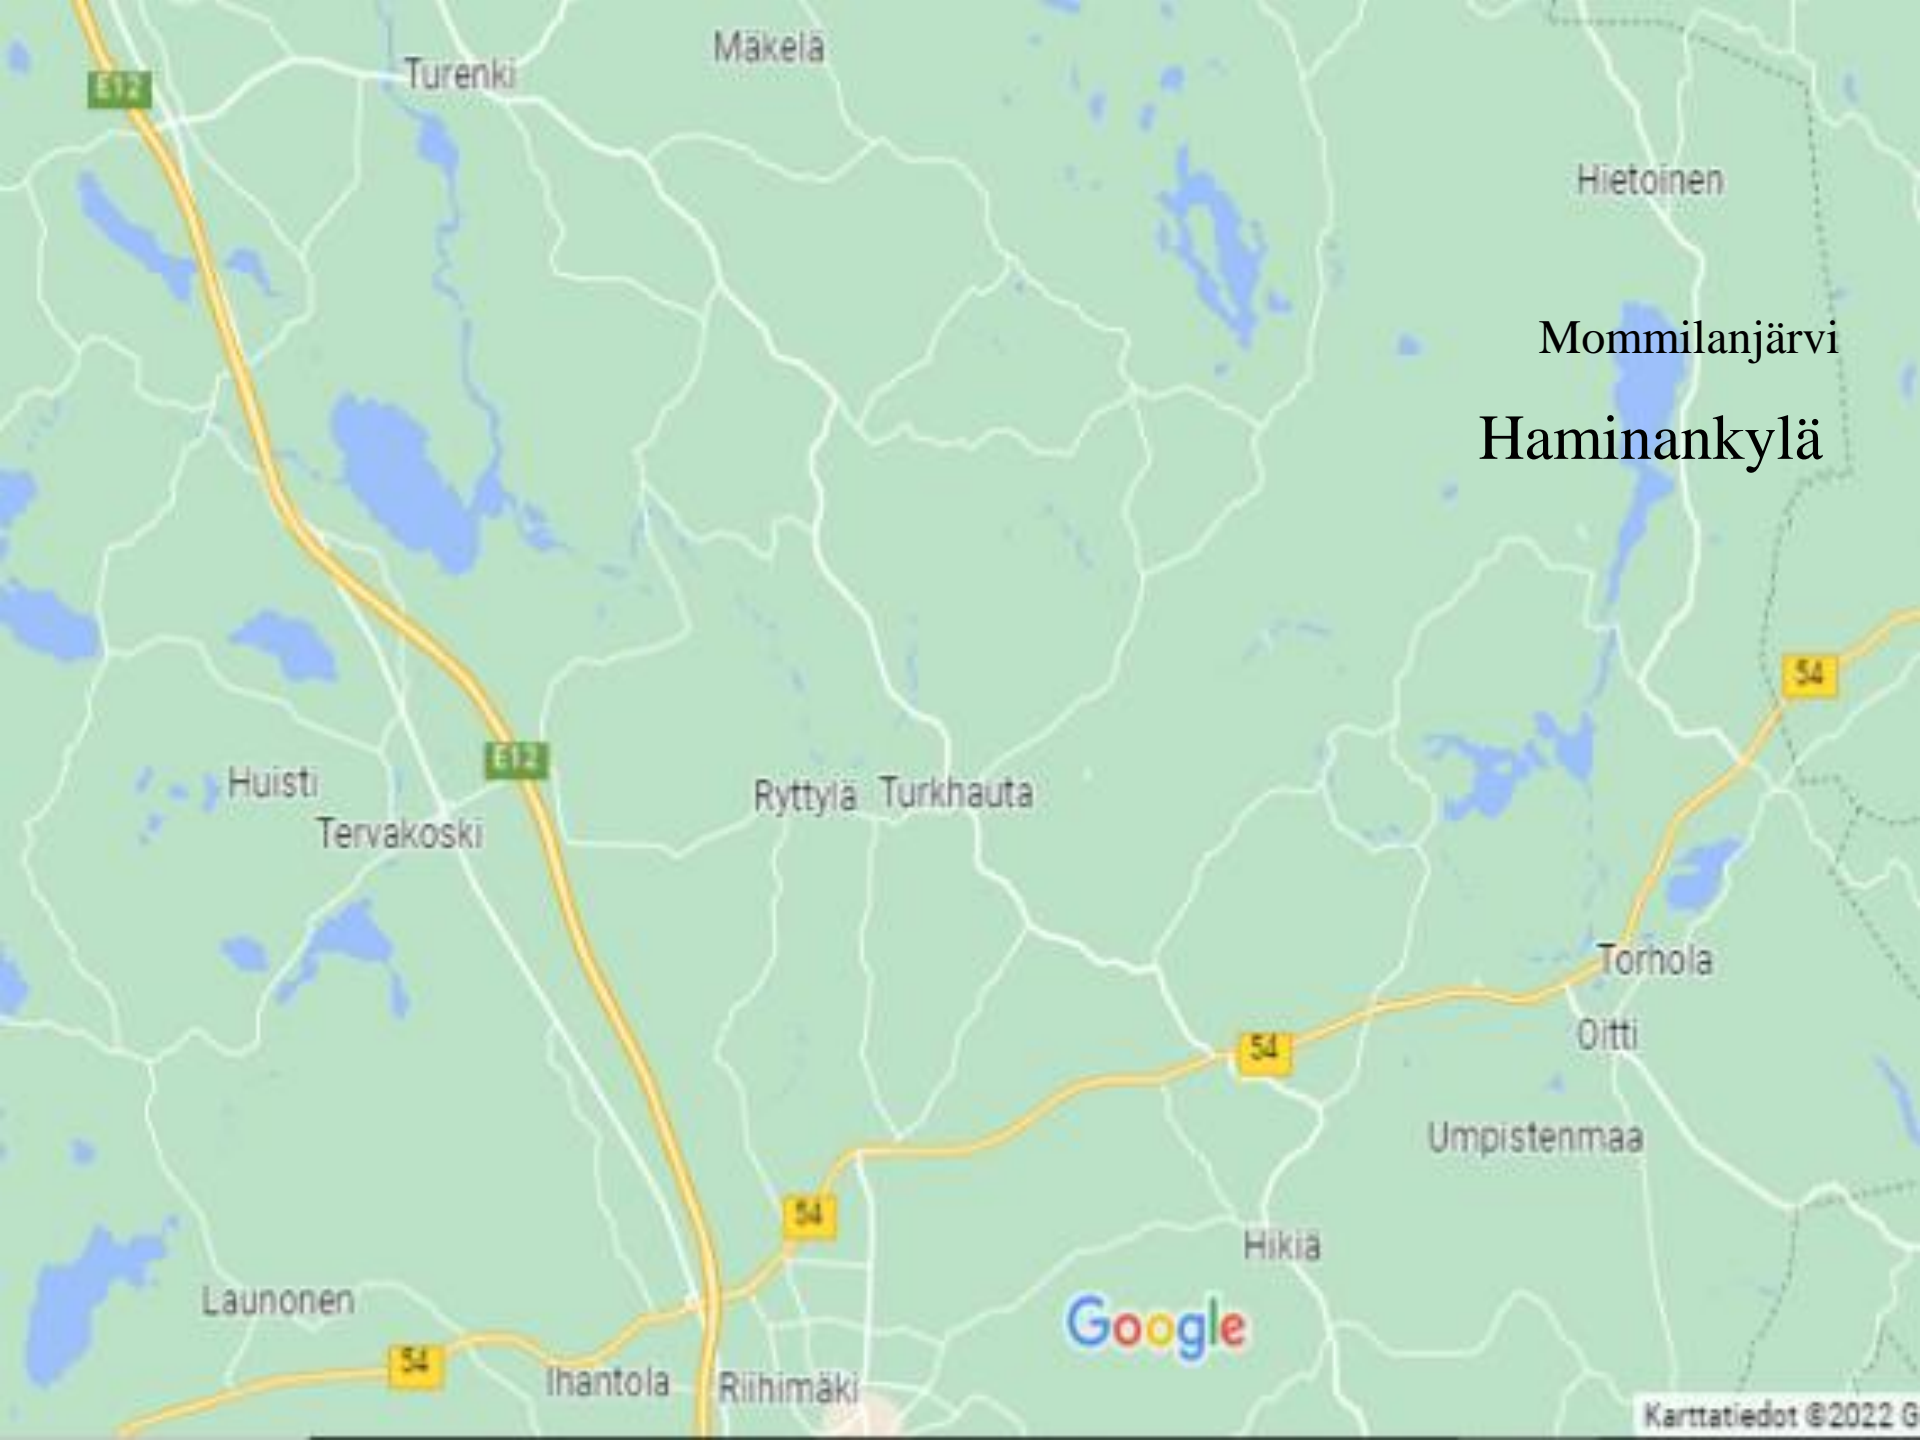 Mäkelä
Turenki
E12
Hietoinen
Mommilanjärvi
Haminankylä
54
E12
Huisti
Ryttylä Turkhauta
Tervakoski
Torhola
Oitti
54
Umpistenmaa
54
Hikiä
Launonen
Google
54
Ihantola
Riihimäki
Karttatiedot ©2022 G